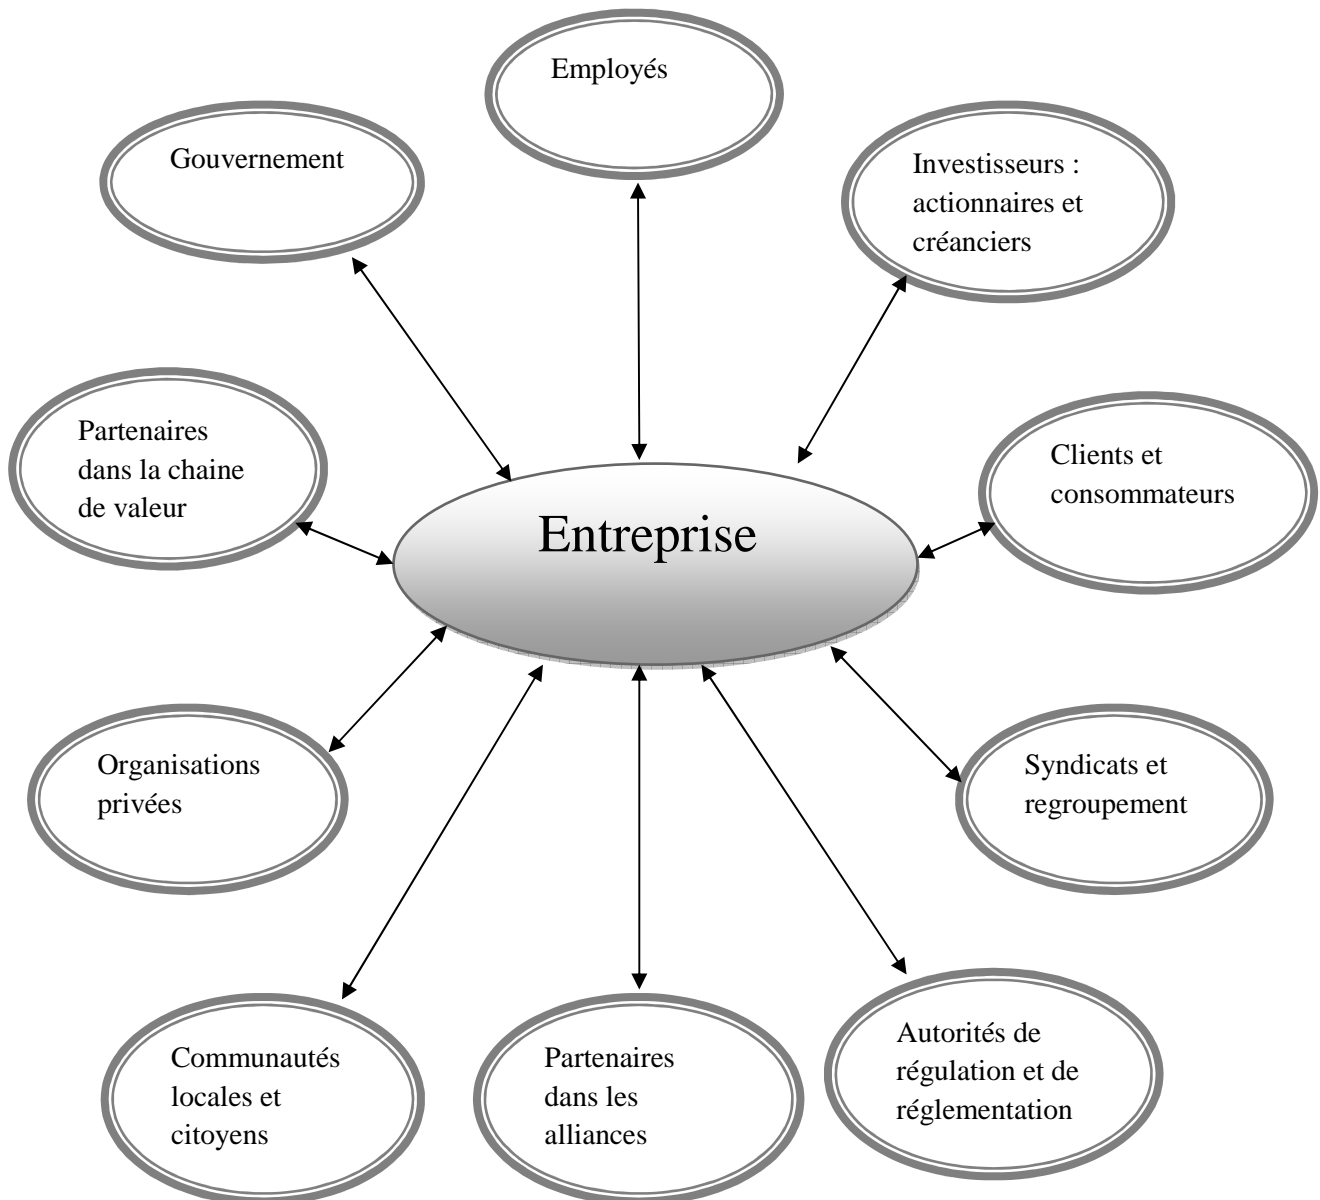 Employés
Gouvernement
Investisseurs :
actionnaires et
créanciers
Partenaires
dans la chaine
de valeur
Clients et
consommateurs
Entreprise
Organisations
privées
Syndicats et
regroupement
Communautés
locales et
citoyens
Partenaires
dans les
alliances
Autorités de
régulation et de
réglementation